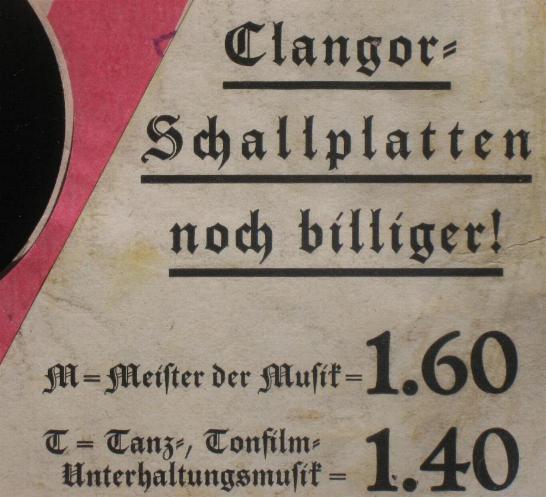 Clangor-
Schallplatten
noch billiger!
M = Meister der Musik = 1.60
T = Tanz-, Tonfilm-
Unterhaltungsmusik = 1.40